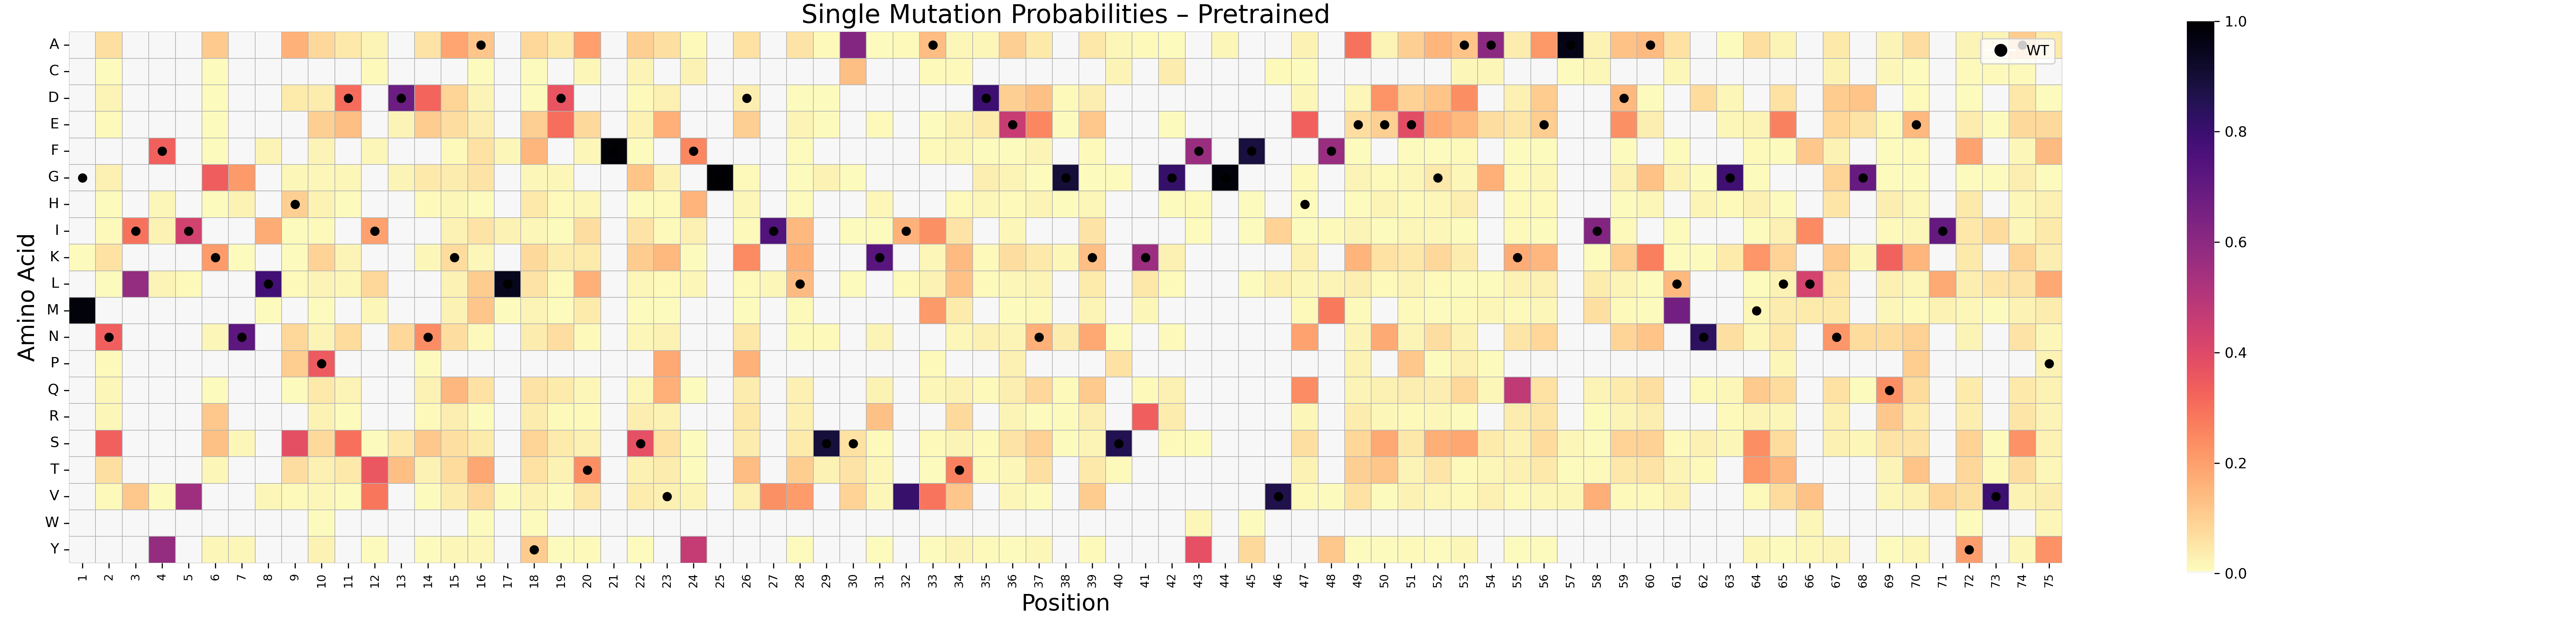 Single Mutation Probabilities – Pretrained
Amino Acid
A
C
D
E
F
G
H
I
K
L
M
N
P
Q
R
S
T
V
W
Y
1 2 3 4 5 6 7 8 9 10 11 12 13 14 15 16 17 18 19 20 21 22 23 24 25 26 27 28 29 30 31 32 33 34 35 36 37 38 39 40 41 42 43 44 45 46 47 48 49 50 51 52 53 54 55 56 57 58 59 60 61 62 63 64 65 66 67 68 69 70 71 72 73 74 75
Position
WT
1.0
0.8
0.6
0.4
0.2
0.0